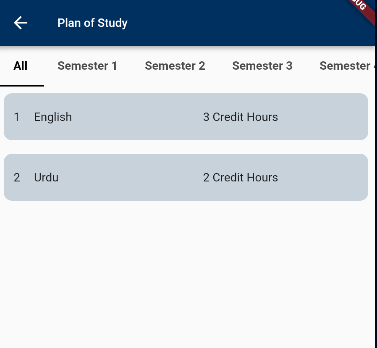 Plan of Study
All Semester 1 Semester 2 Semester 3 Semester
1 English 3 Credit Hours
2 Urdu 2 Credit Hours